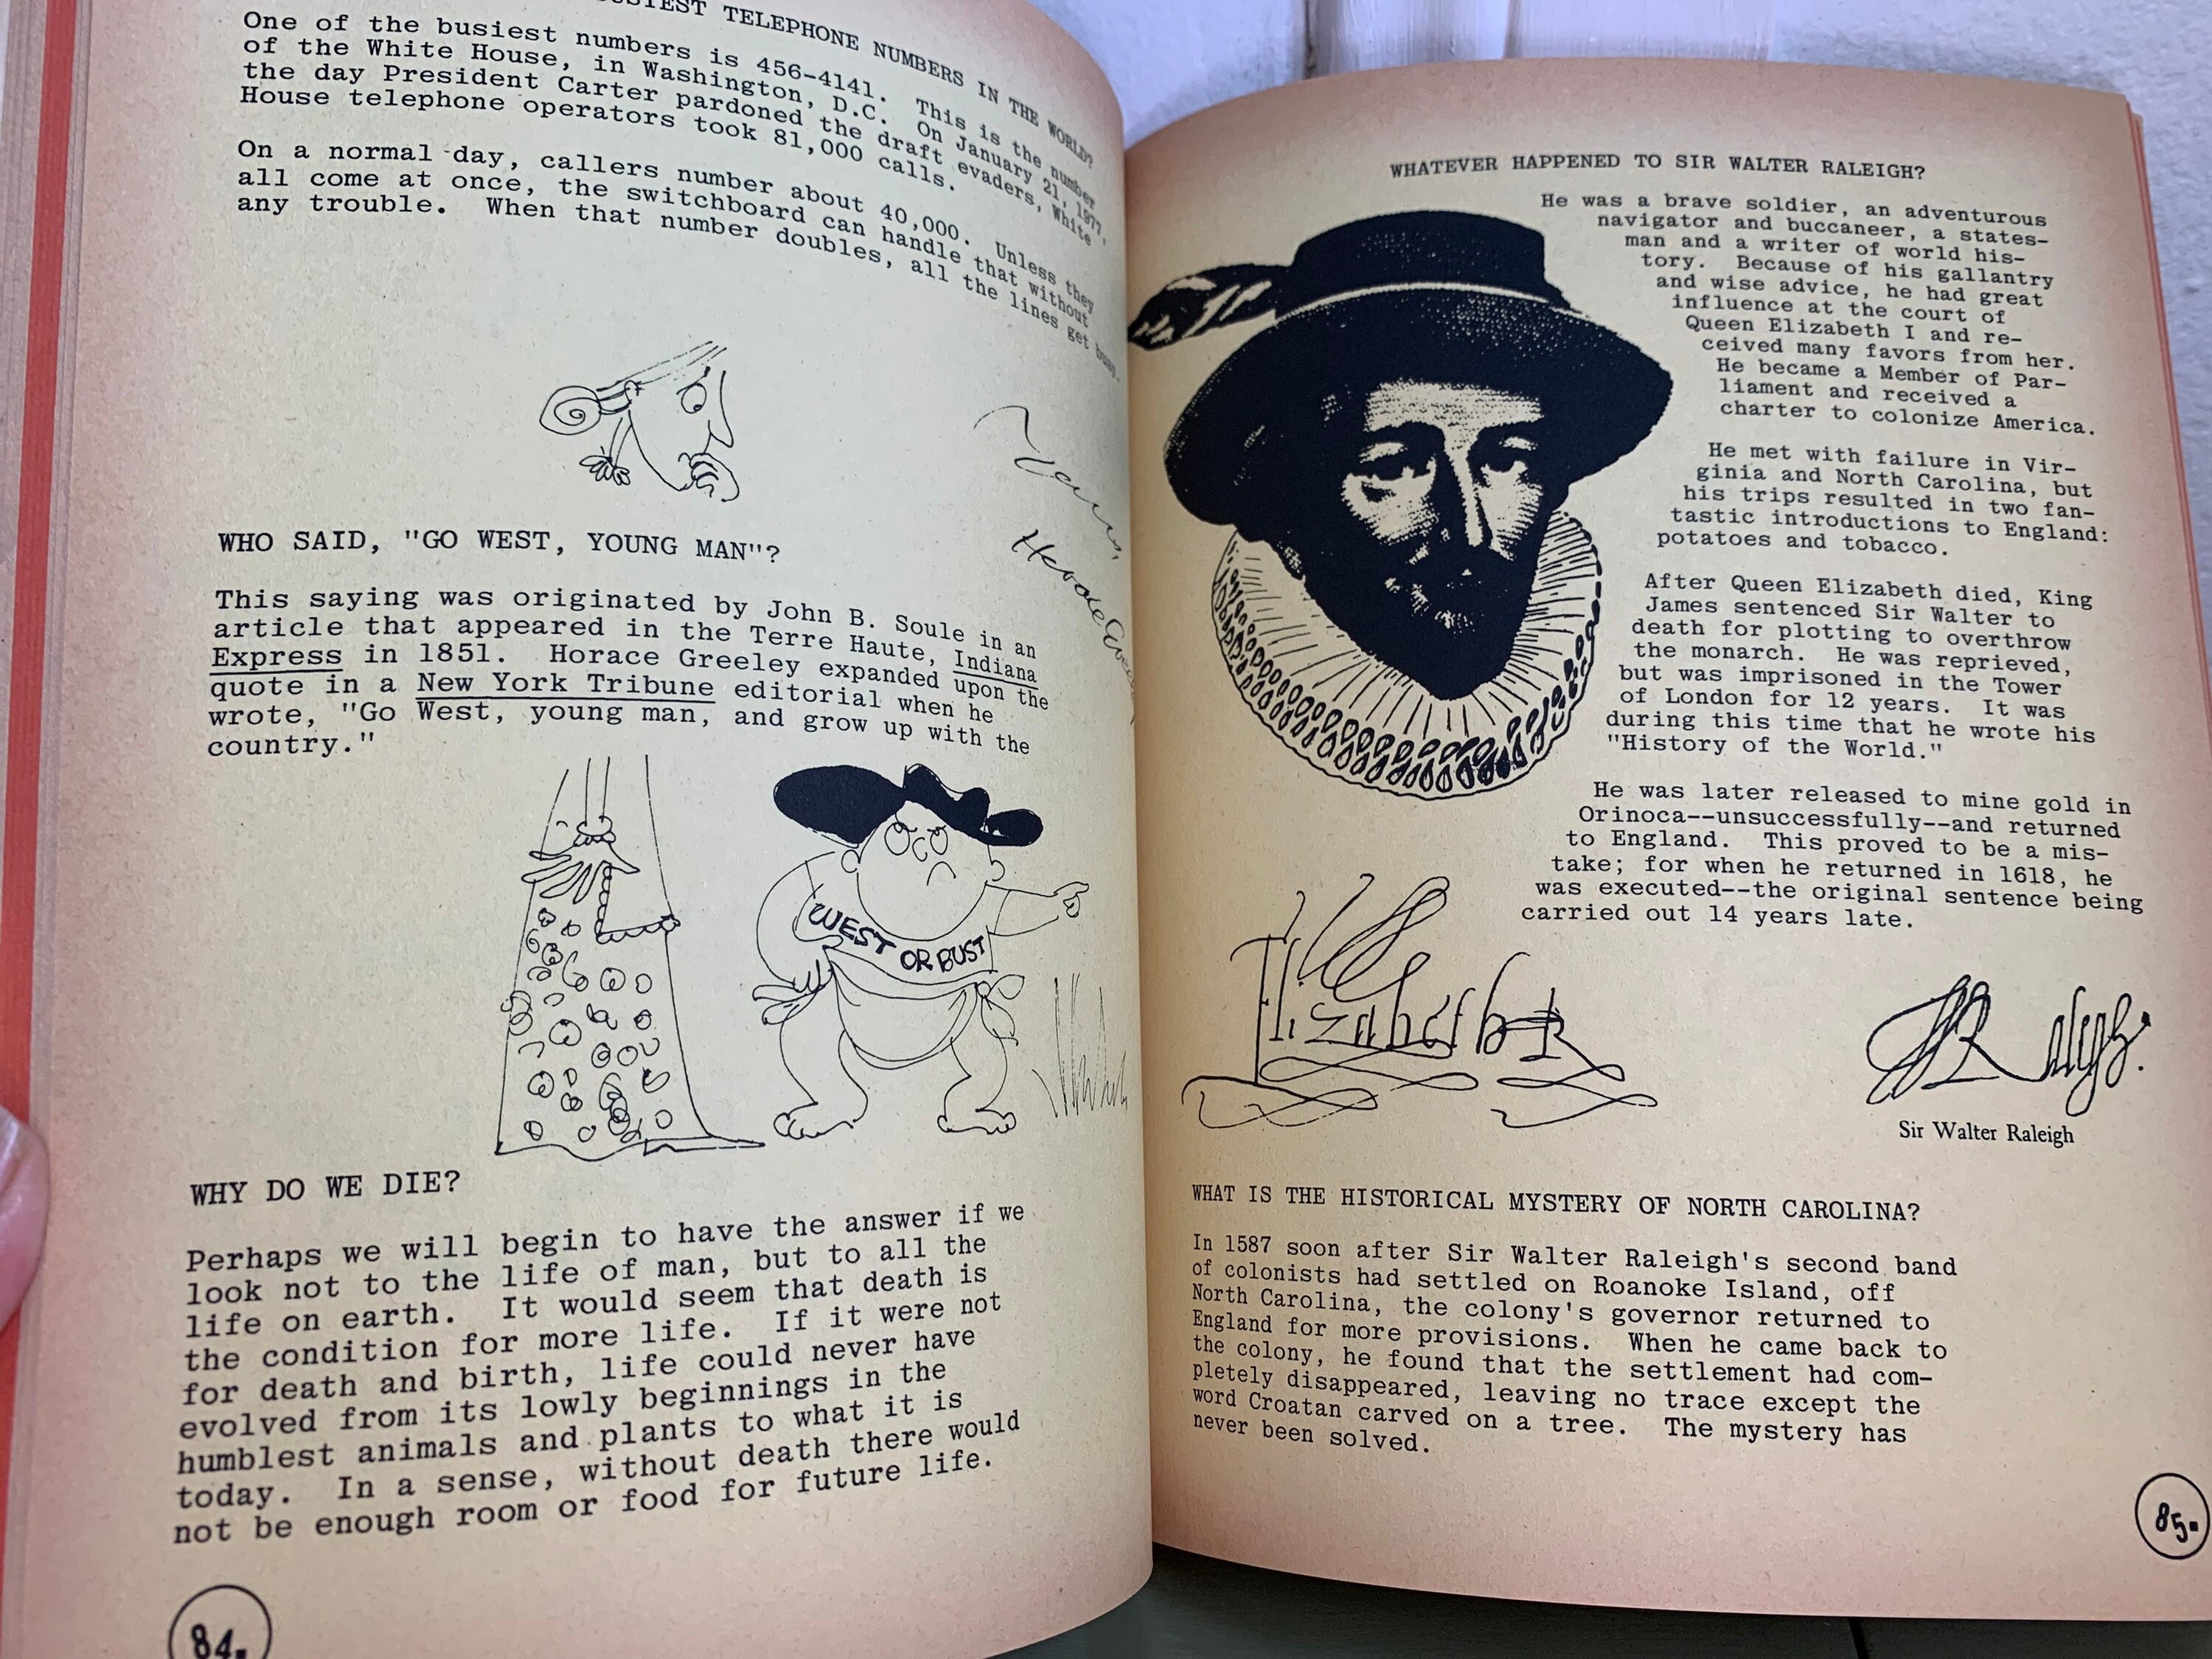 BUSIEST TELEPHONE NUMBERS IN THE WORLD?
One of the busiest numbers is 456-4141. This is the number
of the White House, in Washington, D.C. On January 21, 1977,
the day President Carter pardoned the draft evaders, White
House telephone operators took 81,000 calls.
On a normal day, callers number about 40,000. Unless they
all come at once, the switchboard can handle that without
any trouble. When that number doubles, all the lines get busy.
WHO SAID, "GO WEST, YOUNG MAN"?
This saying was originated by John B. Soule in an
article that appeared in the Terre Haute, Indiana
Express in 1851. Horace Greeley expanded upon the
quote in a New York Tribune editorial when he
wrote, "Go West, young man, and grow up with the
country."
WEST OR BUST
WHY DO WE DIE?
Perhaps we will begin to have the answer if we
look not to the life of man, but to all the
life on earth. It would seem that death is
the condition for more life. If it were not
for death and birth, life could never have
evolved from its lowly beginnings in the
humblest animals and plants to what it is
today. In a sense, without death there would
not be enough room or food for future life.
84.
WHATEVER HAPPENED TO SIR WALTER RALEIGH?
He was a brave soldier, an adventurous
navigator and buccaneer, a states-
man and a writer of world his-
tory. Because of his gallantry
and wise advice, he had great
influence at the court of
Queen Elizabeth I and re-
ceived many favors from her.
He became a Member of Par-
liament and received a
charter to colonize America.
He met with failure in Vir-
ginia and North Carolina, but
his trips resulted in two fan-
tastic introductions to England:
potatoes and tobacco.
After Queen Elizabeth died, King
James sentenced Sir Walter to
death for plotting to overthrow
the monarch. He was reprieved,
but was imprisoned in the Tower
of London for 12 years. It was
during this time that he wrote his
"History of the World."
He was later released to mine gold in
Orinoca--unsuccessfully--and returned
to England. This proved to be a mis-
take; for when he returned in 1618, he
was executed--the original sentence being
carried out 14 years late.
Elizabeth R
Sir Walter Raleigh
WHAT IS THE HISTORICAL MYSTERY OF NORTH CAROLINA?
In 1587 soon after Sir Walter Raleigh's second band
of colonists had settled on Roanoke Island, off
North Carolina, the colony's governor returned to
England for more provisions. When he came back to
the colony, he found that the settlement had com-
pletely disappeared, leaving no trace except the
word Croatan carved on a tree. The mystery has
never been solved.
85.